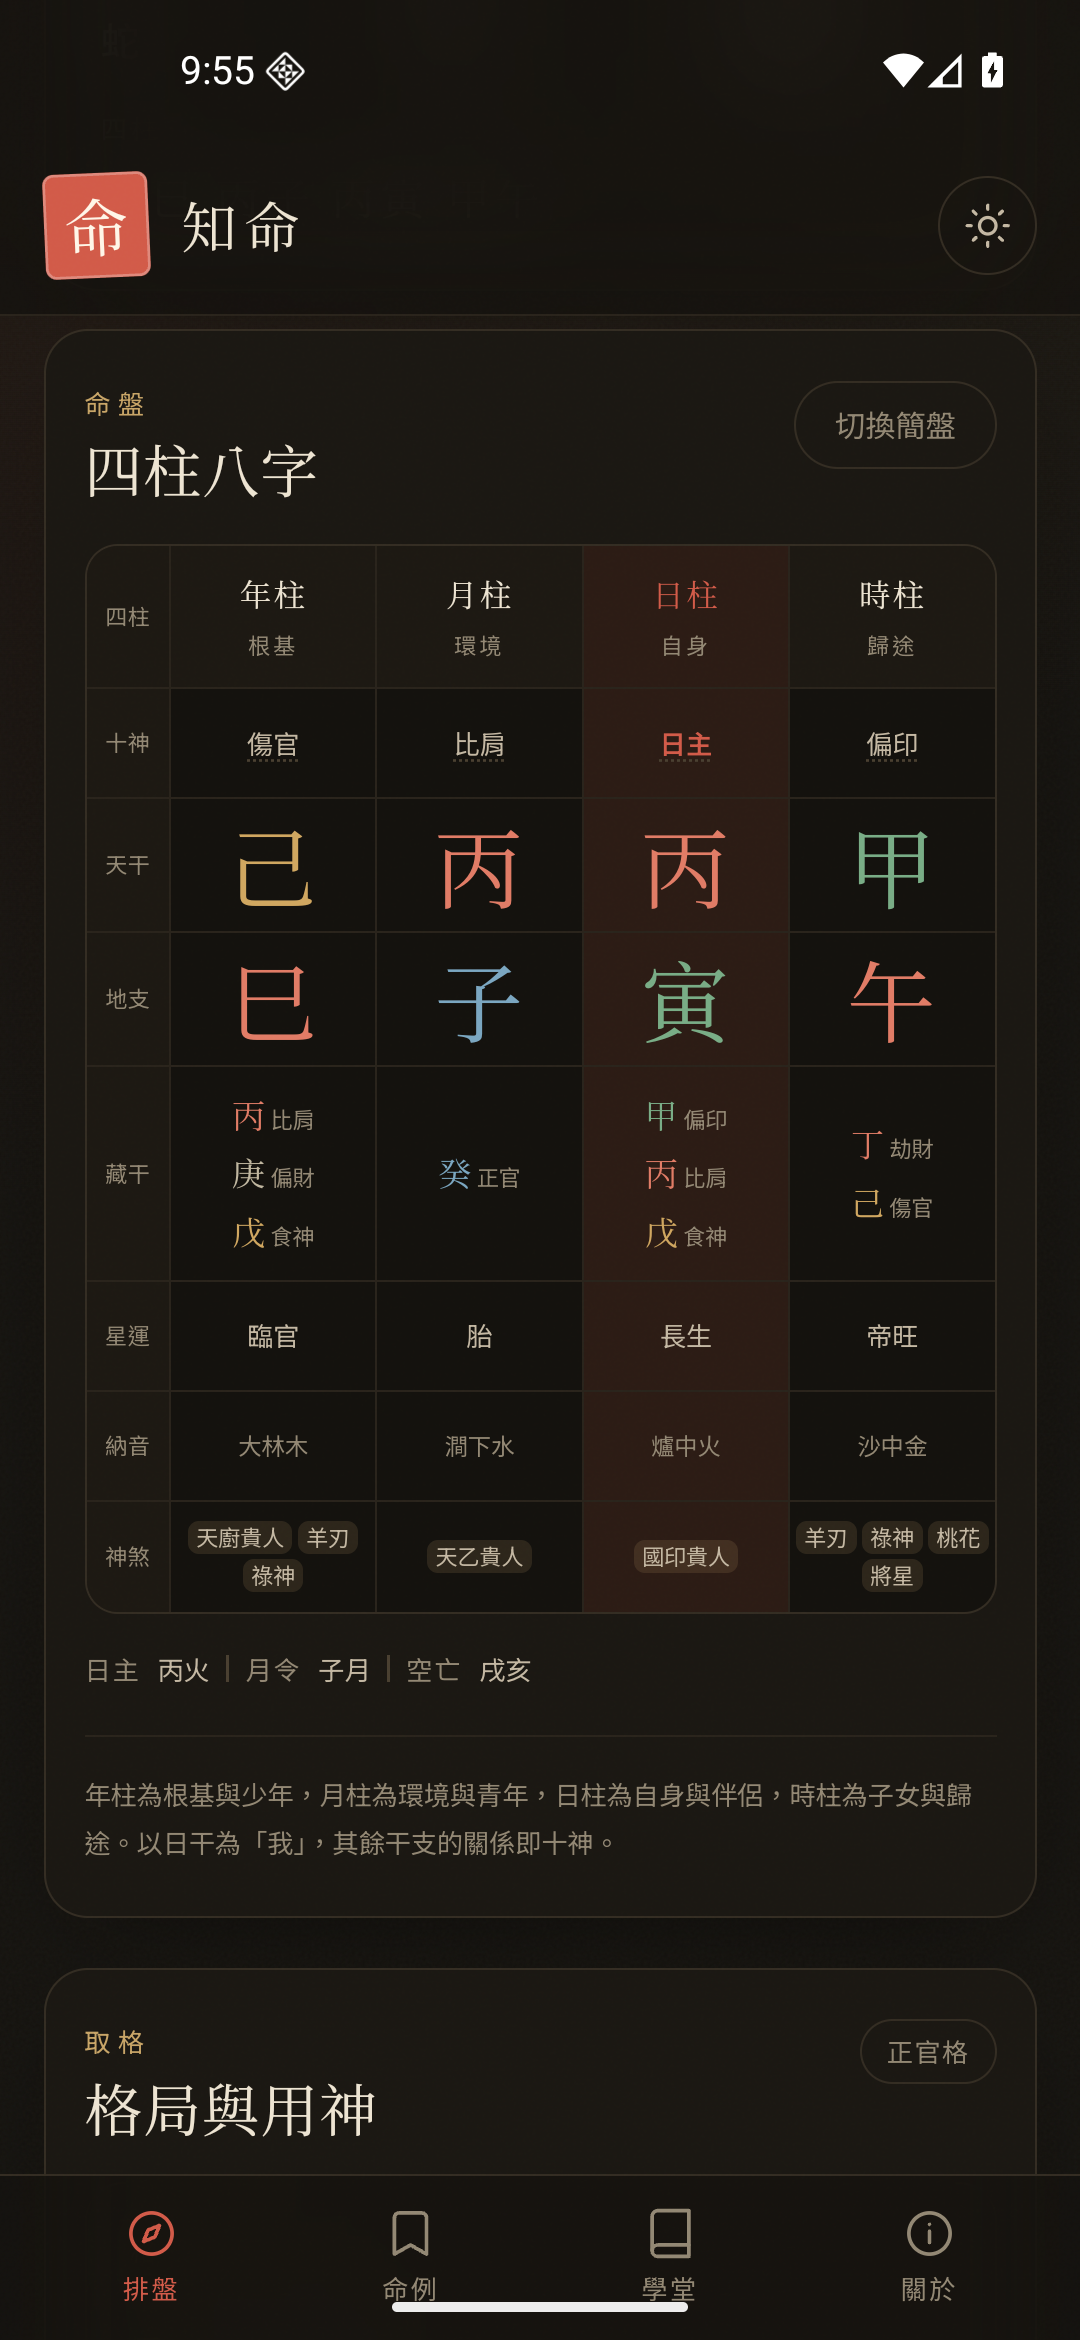 9:55
命 知命
命盤
四柱八字
切換簡盤
四柱 年柱 月柱 日柱 時柱
根基 環境 自身 歸途
十神 傷官 比肩 日主 偏印
天干 己 丙 丙 甲
地支 巳 子 寅 午
藏干
丙 比肩
庚 偏財
戊 食神
癸 正官
甲 偏印
丙 比肩
戊 食神
丁 劫財
己 傷官
星運 臨官 胎 長生 帝旺
納音 大林木 澗下水 爐中火 沙中金
神煞
天廚貴人 羊刃
祿神
天乙貴人
國印貴人
羊刃 祿神 桃花
將星
日主 丙火 | 月令 子月 | 空亡 戌亥
年柱為根基與少年，月柱為環境與青年，日柱為自身與伴侶，時柱為子女與歸
途。以日干為「我」，其餘干支的關係即十神。
取格
格局與用神
正官格
排盤 命例 學堂 關於